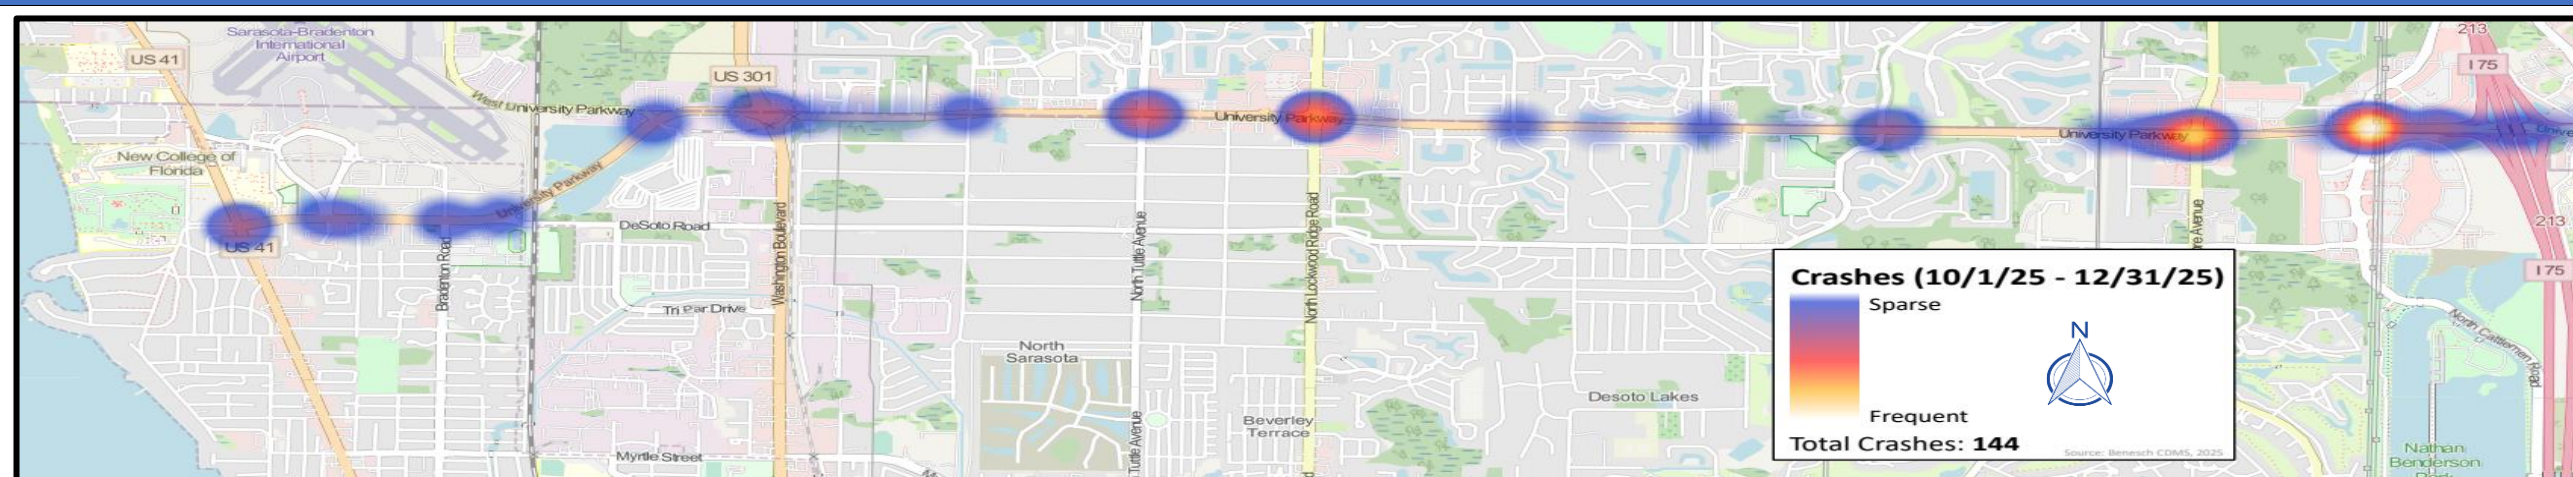 Sarasota-Bradenton
International
Airport
US 41
US 301
213
I 75
West University Parkway
University Parkway
University Parkway
New College of
Florida
University Parkway
US 41
DeSoto Road
Bradenton Road
Washington Boulevard
North Tuttle Avenue
North Lockwood Ridge Road
213
I 75
Tri Par Drive
North
Sarasota
Desoto Lakes
Beverley
Terrace
Tuttle Avenue
Myrtle Street
North Cattlemen Road
Nathan
Benderson
Crashes (10/1/25 - 12/31/25)
Sparse
N
Frequent
Total Crashes: 144
Source: Benesch CDMS, 2025